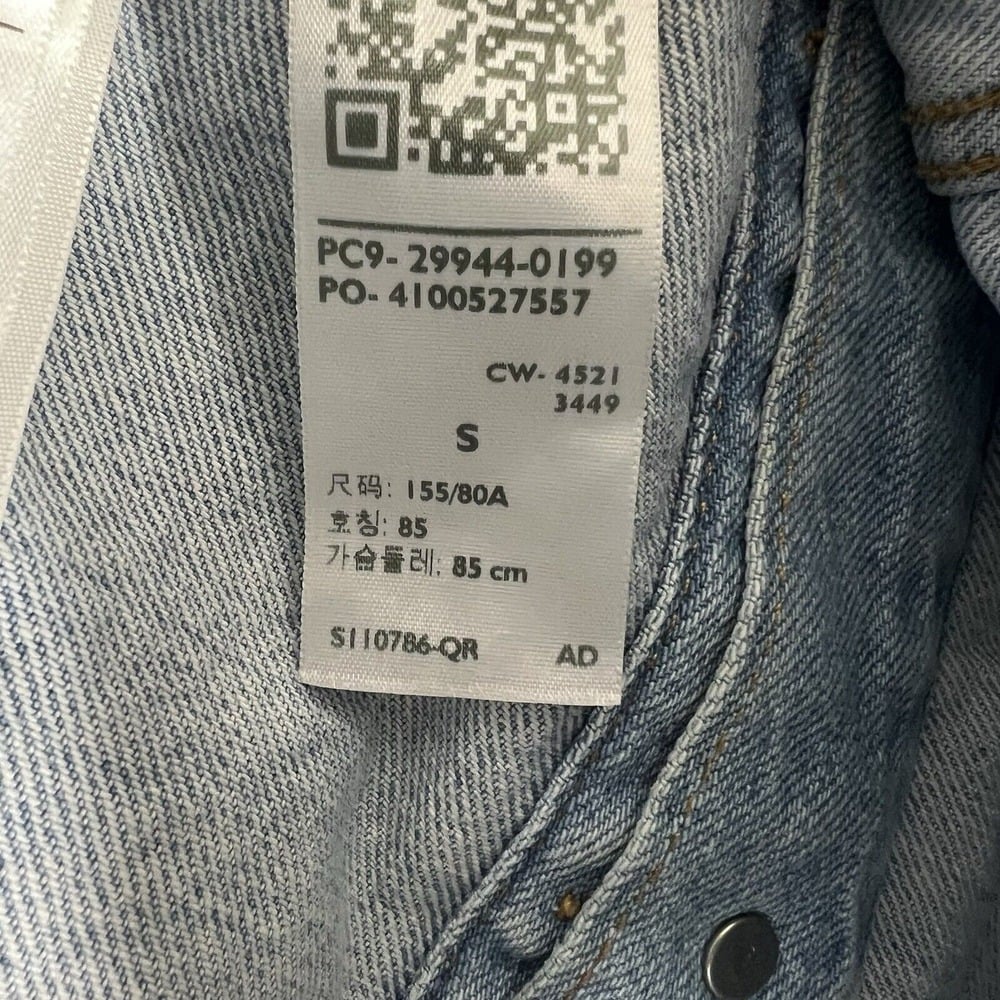 PC9- 29944-0199
PO- 4100527557
CW- 4521
3449
S
尺码: 155/80A
호칭: 85
가슴둘레: 85 cm
S110786-QR
AD